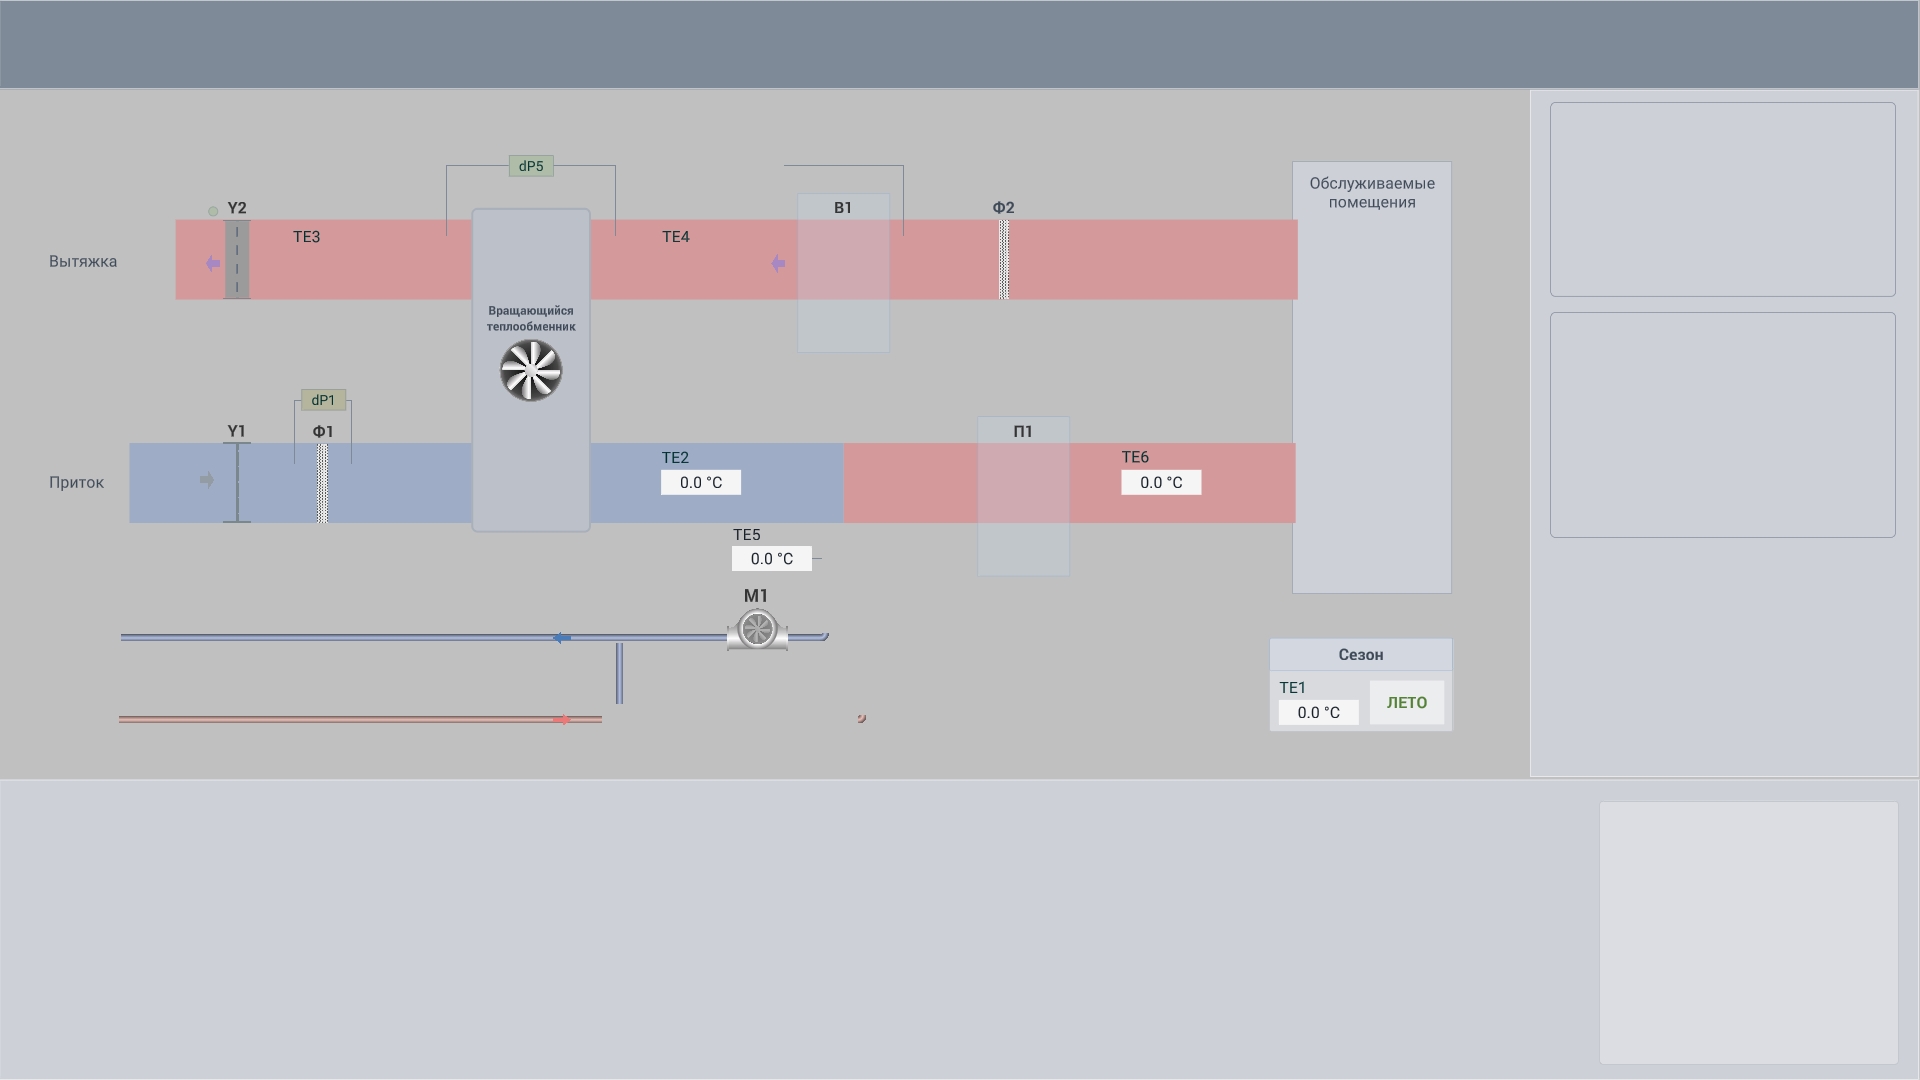 dP5
Обслуживаемые
помещения
Y2
В1
Ф2
TE3
TE4
Вытяжка
Вращающийся
теплообменник
dP1
Y1
Ф1
П1
TE2
TE6
Приток
0.0 °C
0.0 °C
TE5
0.0 °C
M1
Сезон
TE1
0.0 °C
ЛЕТО